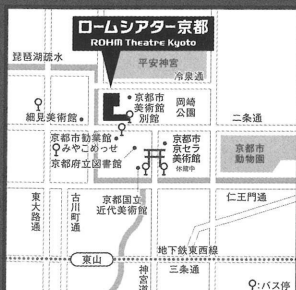 ロームシアター京都
ROHM Theatre Kyoto
琵琶湖疏水
平安神宮
冷泉通
京都市
美術館
別館
岡崎
公園
細見美術館
二条通
京都市勧業館
みやこめっせ
京都府立図書館
京都市
京セラ
美術館
休館中
京都市
動物園
京都国立
近代美術館
仁王門通
東大路通
古川町通
地下鉄東西線
東山
三条通
神宮道
:バス停